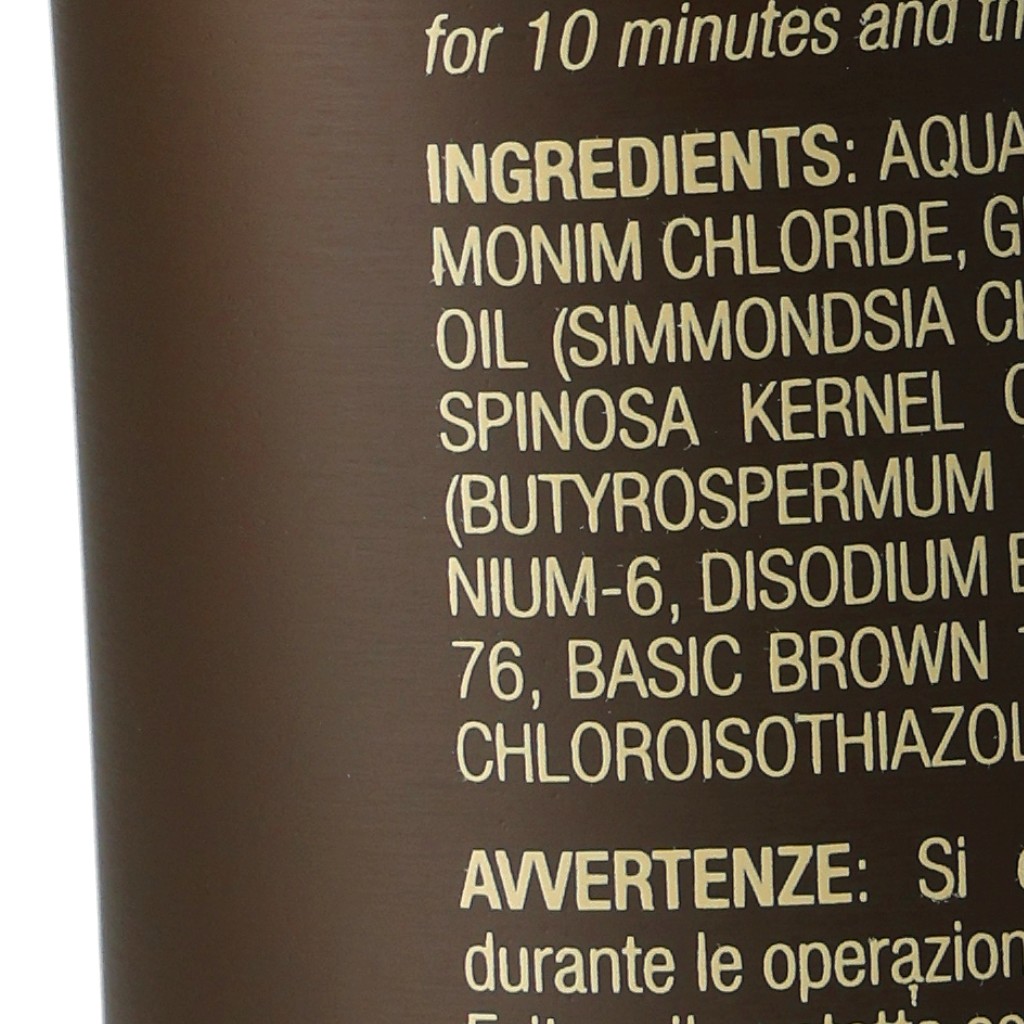 for 10 minutes and
INGREDIENTS: AQUA
MONIM CHLORIDE,
OIL (SIMMONDSIA
SPINOSA KERNEL
(BUTYROSPERMUM
NIUM-6, DISODIUM
76, BASIC BROWN
CHLOROISOTHIAZOL
AVVERTENZE: Si
durante le operazion